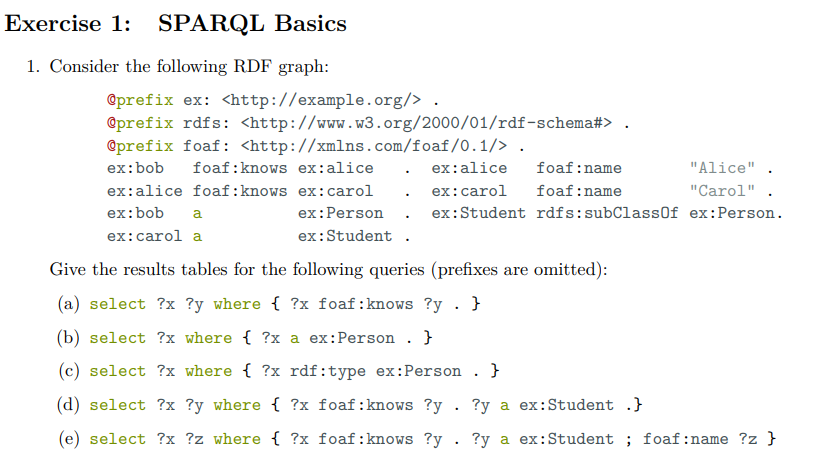 Exercise 1: SPARQL Basics
1. Consider the following RDF graph:
@prefix ex: <http://example.org/> .
@prefix rdfs: <http://www.w3.org/2000/01/rdf-schema#> .
@prefix foaf: <http://xmlns.com/foaf/0.1/> .
ex:bob foaf:knows ex:alice . ex:alice foaf:name "Alice" .
ex:alice foaf:knows ex:carol . ex:carol foaf:name "Carol" .
ex:bob a ex:Person . ex:Student rdfs:subClassOf ex:Person.
ex:carol a ex:Student .
Give the results tables for the following queries (prefixes are omitted):
(a) select ?x ?y where { ?x foaf:knows ?y . }
(b) select ?x where { ?x a ex:Person . }
(c) select ?x where { ?x rdf:type ex:Person . }
(d) select ?x ?y where { ?x foaf:knows ?y . ?y a ex:Student .}
(e) select ?x ?z where { ?x foaf:knows ?y . ?y a ex:Student ; foaf:name ?z }